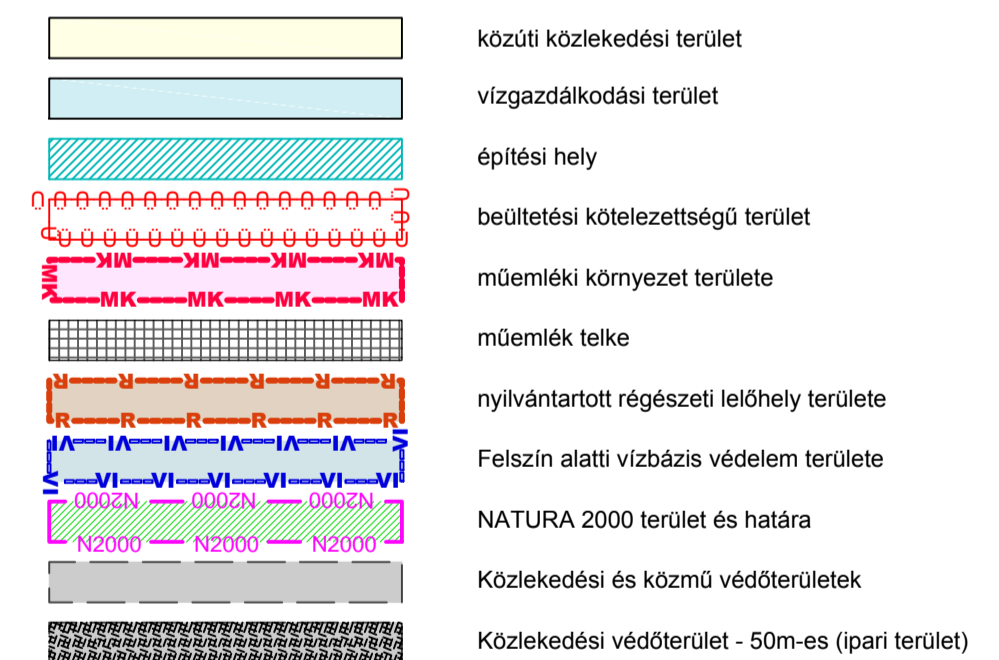 közúti közlekedési terület
vízgazdálkodási terület
építési hely
beültetési kötelezettségű terület
MK MK MK MK
műemléki környezet területe
MK
MK MK MK MK
műemlék telke
R R R R R R
nyilvántartott régészeti lelőhely területe
R R R R R R
VI VI VI VI VI VI VI
Felszín alatti vízbázis védelem területe
VI VI VI VI VI VI VI
N2000 N2000 N2000
NATURA 2000 terület és határa
N2000 N2000 N2000
Közlekedési és közmű védőterületek
Közlekedési védőterület - 50m-es (ipari terület)